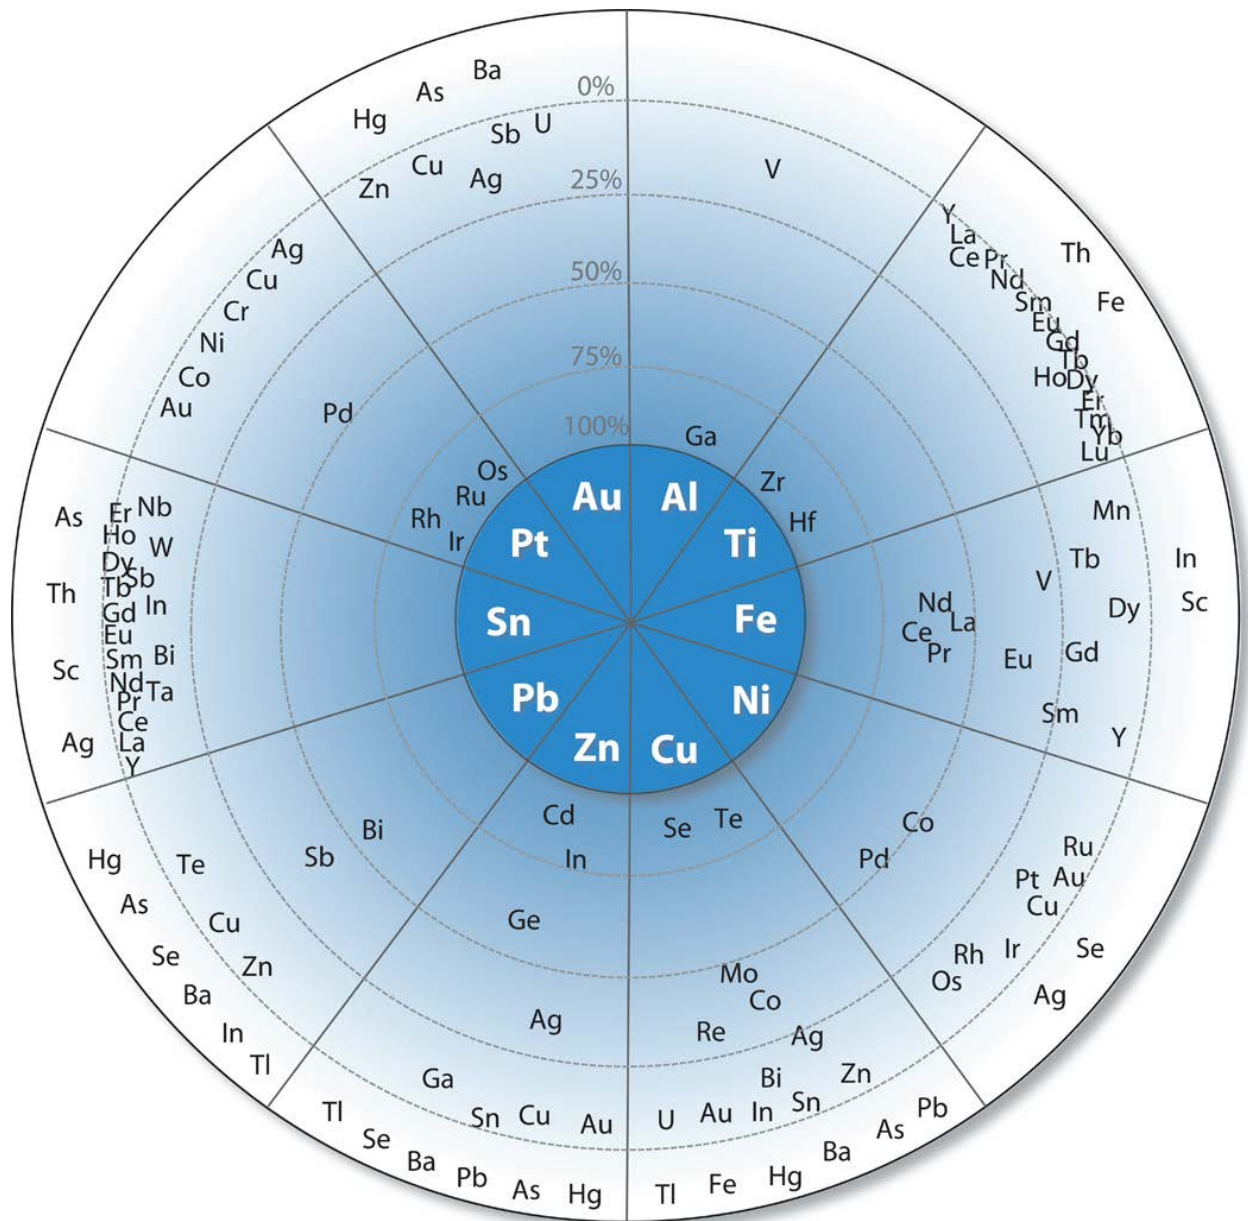 Ba
As
0%
Hg
Sb U
Cu
Zn Ag
25%
V
50%
75%
100%
Ga
Y
La
Ce Pr
Nd
Sm
Eu
Gd
Tb
Ho Dy
Er
Tm
Yb
Lu
Th
Fe
Zr
Hf
Mn
Tb
In
V
Sc
Nd
Dy
La
Ce
Pr
Gd
Eu
Sm
Y
Co
Pd
Ru
Pt Au
Cu
Rh Ir
Os
Se
Ag
Se Te
Mo
Co
Re
Ag
Bi
Zn
U Au In Sn
Pb
As
Ba
Hg
Fe
Tl
Cd
In
Ge
Ag
Ga
Sn Cu Au
Tl
Se
Ba
Pb
As
Hg
Bi
Sb
Te
Cu
Zn
Hg
As
Se
Ba
In
Tl
As
Er Nb
Ho
W
Dy
Sb
Tb
Th
In
Gd
Eu
Sm Bi
Sc
Nd
Ta
Pr
Ce
Ag
La
Y
Ag
Cu
Cr
Ni
Co
Au
Pd
Os
Ru
Rh
Ir
Au Al
Pt Ti
Sn Fe
Pb Ni
Zn Cu